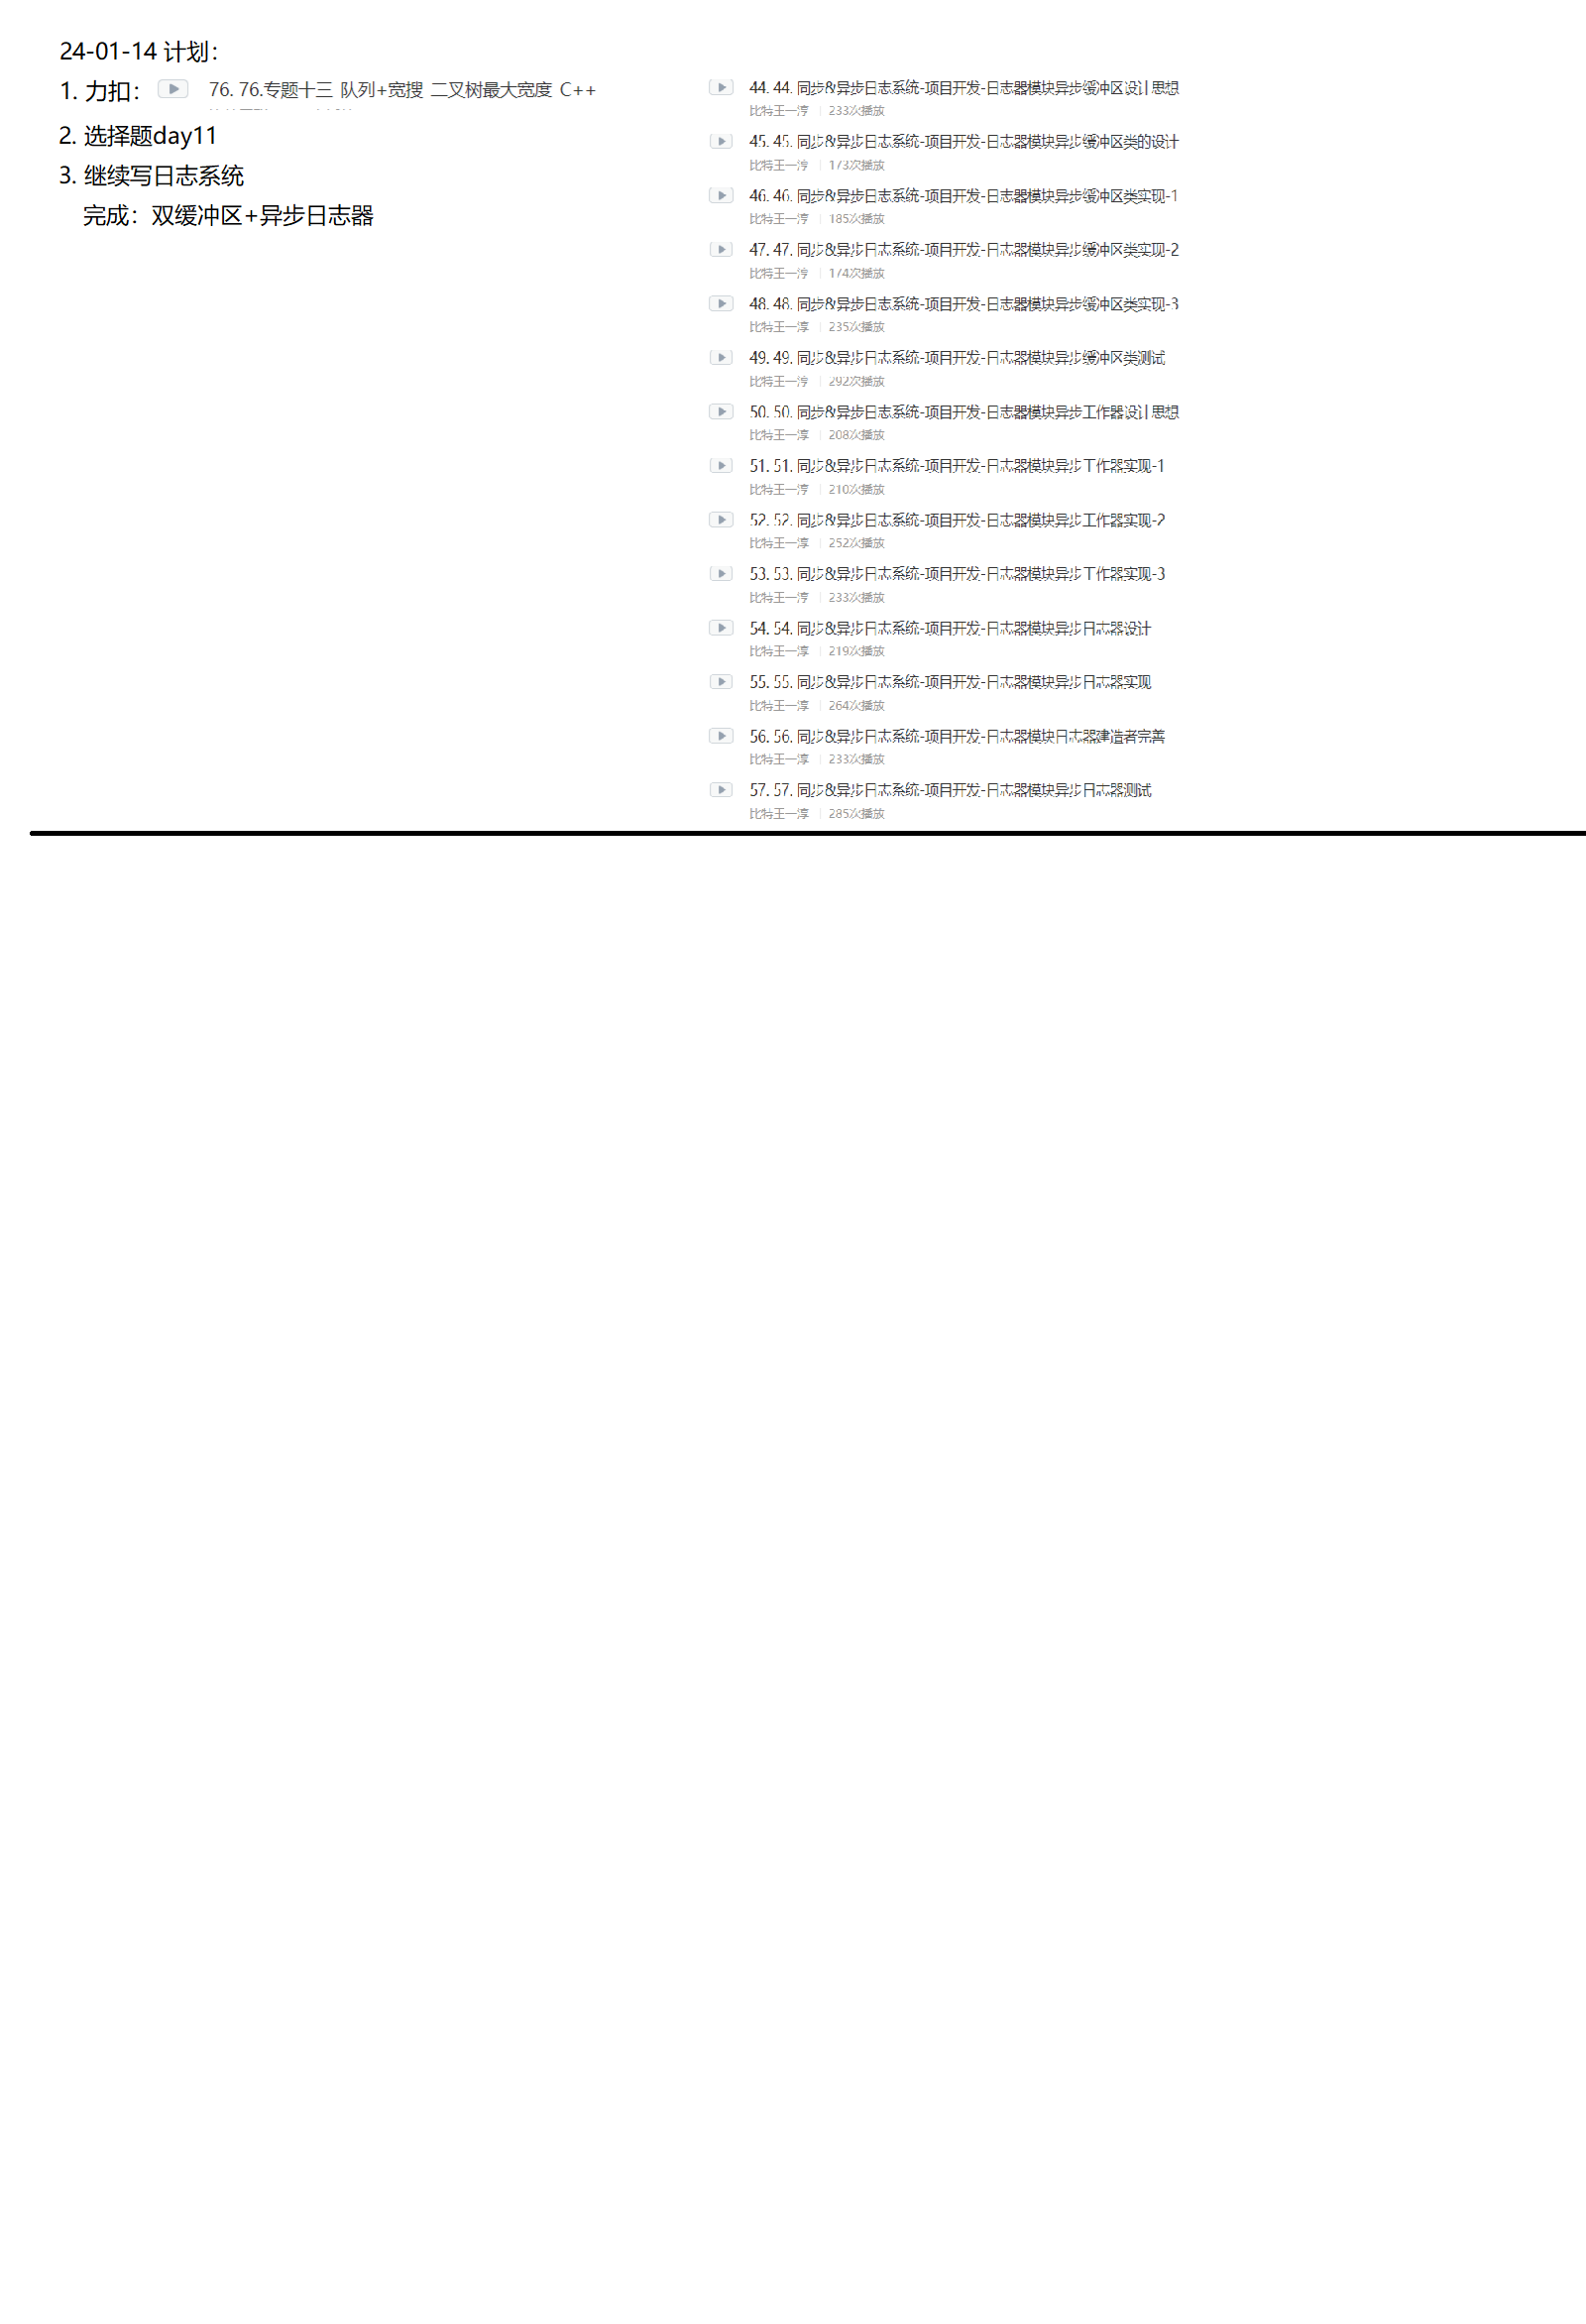 24-01-14 计划：
1. 力扣： 76. 76.专题十三 队列+宽搜 二叉树最大宽度 C++
2. 选择题day11
3. 继续写日志系统
完成：双缓冲区+异步日志器
44. 44. 同步&异步日志系统-项目开发-日志器模块异步缓冲区设计思想
比特王一淳 | 233次播放
45. 45. 同步&异步日志系统-项目开发-日志器模块异步缓冲区类的设计
比特王一淳 | 173次播放
46. 46. 同步&异步日志系统-项目开发-日志器模块异步缓冲区类实现-1
比特王一淳 | 185次播放
47. 47. 同步&异步日志系统-项目开发-日志器模块异步缓冲区类实现-2
比特王一淳 | 174次播放
48. 48. 同步&异步日志系统-项目开发-日志器模块异步缓冲区类实现-3
比特王一淳 | 235次播放
49. 49. 同步&异步日志系统-项目开发-日志器模块异步缓冲区类测试
比特王一淳 | 292次播放
50. 50. 同步&异步日志系统-项目开发-日志器模块异步工作器设计思想
比特王一淳 | 208次播放
51. 51. 同步&异步日志系统-项目开发-日志器模块异步工作器实现-1
比特王一淳 | 210次播放
52. 52. 同步&异步日志系统-项目开发-日志器模块异步工作器实现-2
比特王一淳 | 252次播放
53. 53. 同步&异步日志系统-项目开发-日志器模块异步工作器实现-3
比特王一淳 | 233次播放
54. 54. 同步&异步日志系统-项目开发-日志器模块异步日志器设计
比特王一淳 | 219次播放
55. 55. 同步&异步日志系统-项目开发-日志器模块异步日志器实现
比特王一淳 | 264次播放
56. 56. 同步&异步日志系统-项目开发-日志器模块日志器建造者完善
比特王一淳 | 233次播放
57. 57. 同步&异步日志系统-项目开发-日志器模块异步日志器测试
比特王一淳 | 285次播放